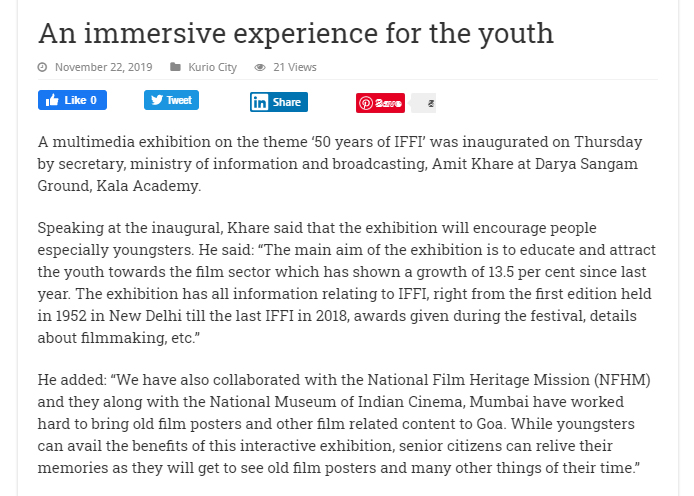 An immersive experience for the youth
November 22, 2019 Kurio City 21 Views
Like 0 Tweet Share
A multimedia exhibition on the theme ‘50 years of IFFI’ was inaugurated on Thursday
by secretary, ministry of information and broadcasting, Amit Khare at Darya Sangam
Ground, Kala Academy.
Speaking at the inaugural, Khare said that the exhibition will encourage people
especially youngsters. He said: “The main aim of the exhibition is to educate and attract
the youth towards the film sector which has shown a growth of 13.5 per cent since last
year. The exhibition has all information relating to IFFI, right from the first edition held
in 1952 in New Delhi till the last IFFI in 2018, awards given during the festival, details
about filmmaking, etc.”
He added: “We have also collaborated with the National Film Heritage Mission (NFHM)
and they along with the National Museum of Indian Cinema, Mumbai have worked
hard to bring old film posters and other film related content to Goa. While youngsters
can avail the benefits of this interactive exhibition, senior citizens can relive their
memories as they will get to see old film posters and many other things of their time.”